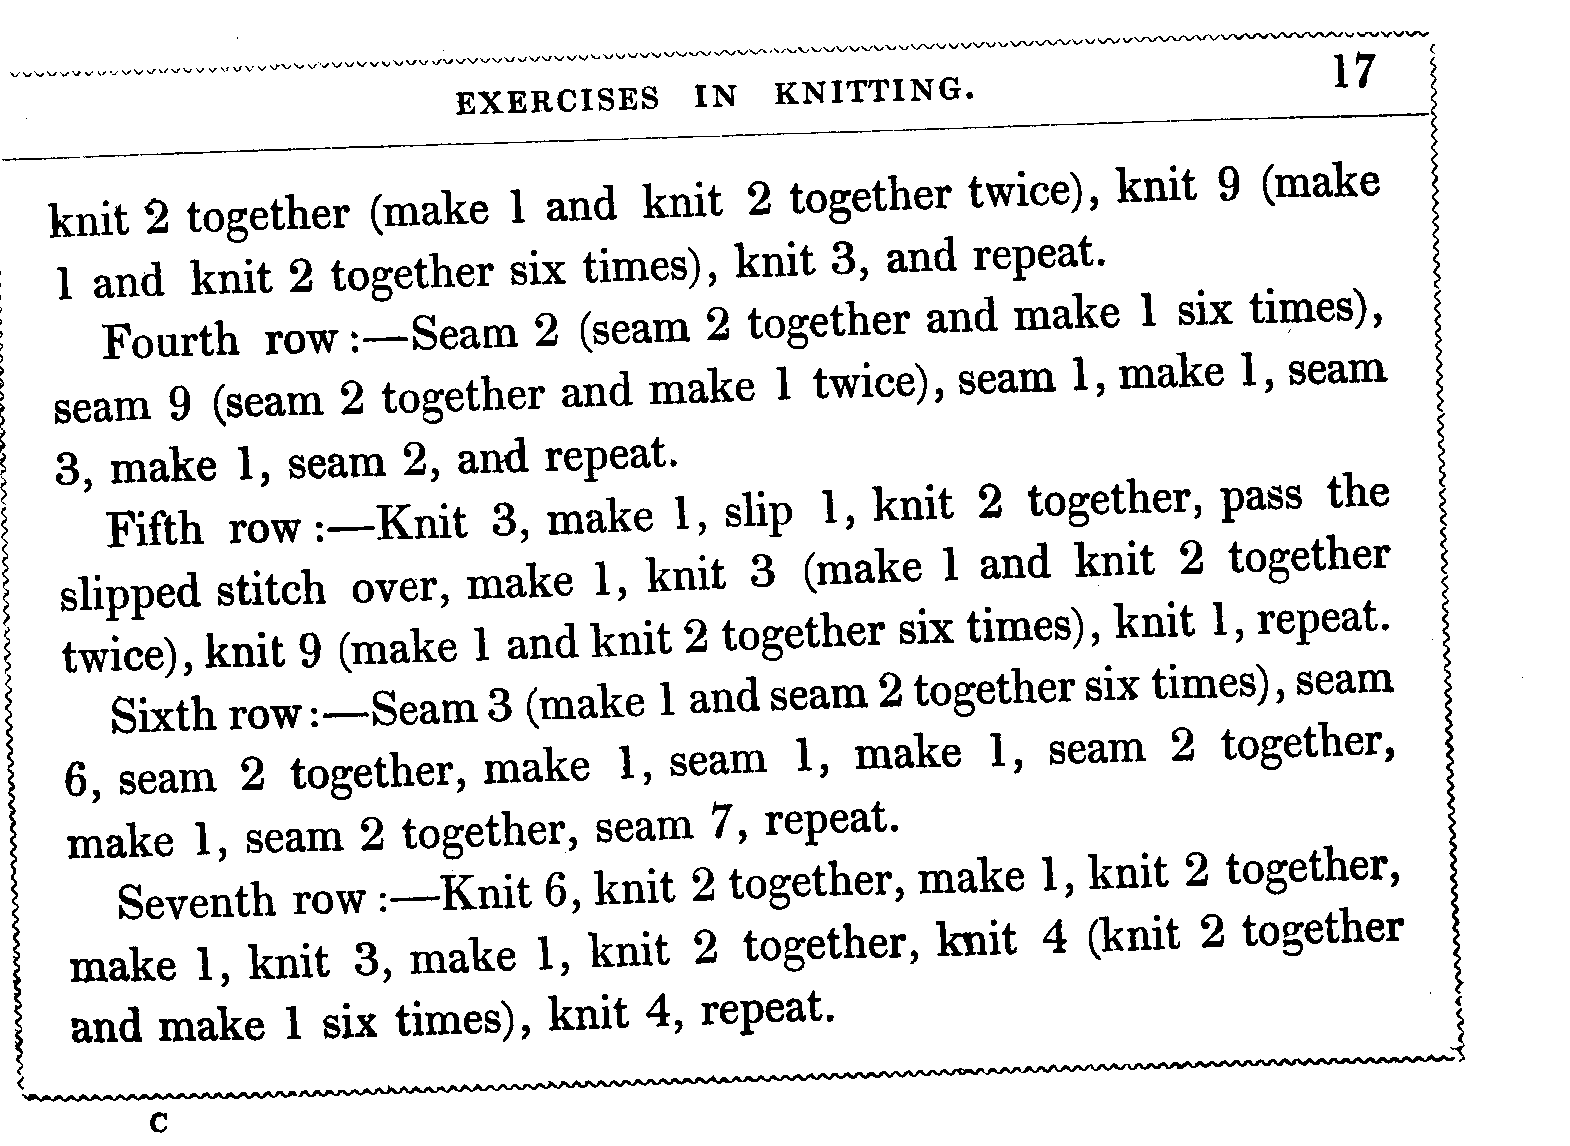 EXERCISES IN KNITTING. 17
knit 2 together (make 1 and knit 2 together twice), knit 9 (make
1 and knit 2 together six times), knit 3, and repeat.
Fourth row:—Seam 2 (seam 2 together and make 1 six times),
seam 9 (seam 2 together and make 1 twice), seam 1, make 1, seam
3, make 1, seam 2, and repeat.
Fifth row:—Knit 3, make 1, slip 1, knit 2 together, pass the
slipped stitch over, make 1, knit 3 (make 1 and knit 2 together
twice), knit 9 (make 1 and knit 2 together six times), knit 1, repeat.
Sixth row:—Seam 3 (make 1 and seam 2 together six times), seam
6, seam 2 together, make 1, seam 1, make 1, seam 2 together,
make 1, seam 2 together, seam 7, repeat.
Seventh row:—Knit 6, knit 2 together, make 1, knit 2 together,
make 1, knit 3, make 1, knit 2 together, knit 4 (knit 2 together
and make 1 six times), knit 4, repeat.
C